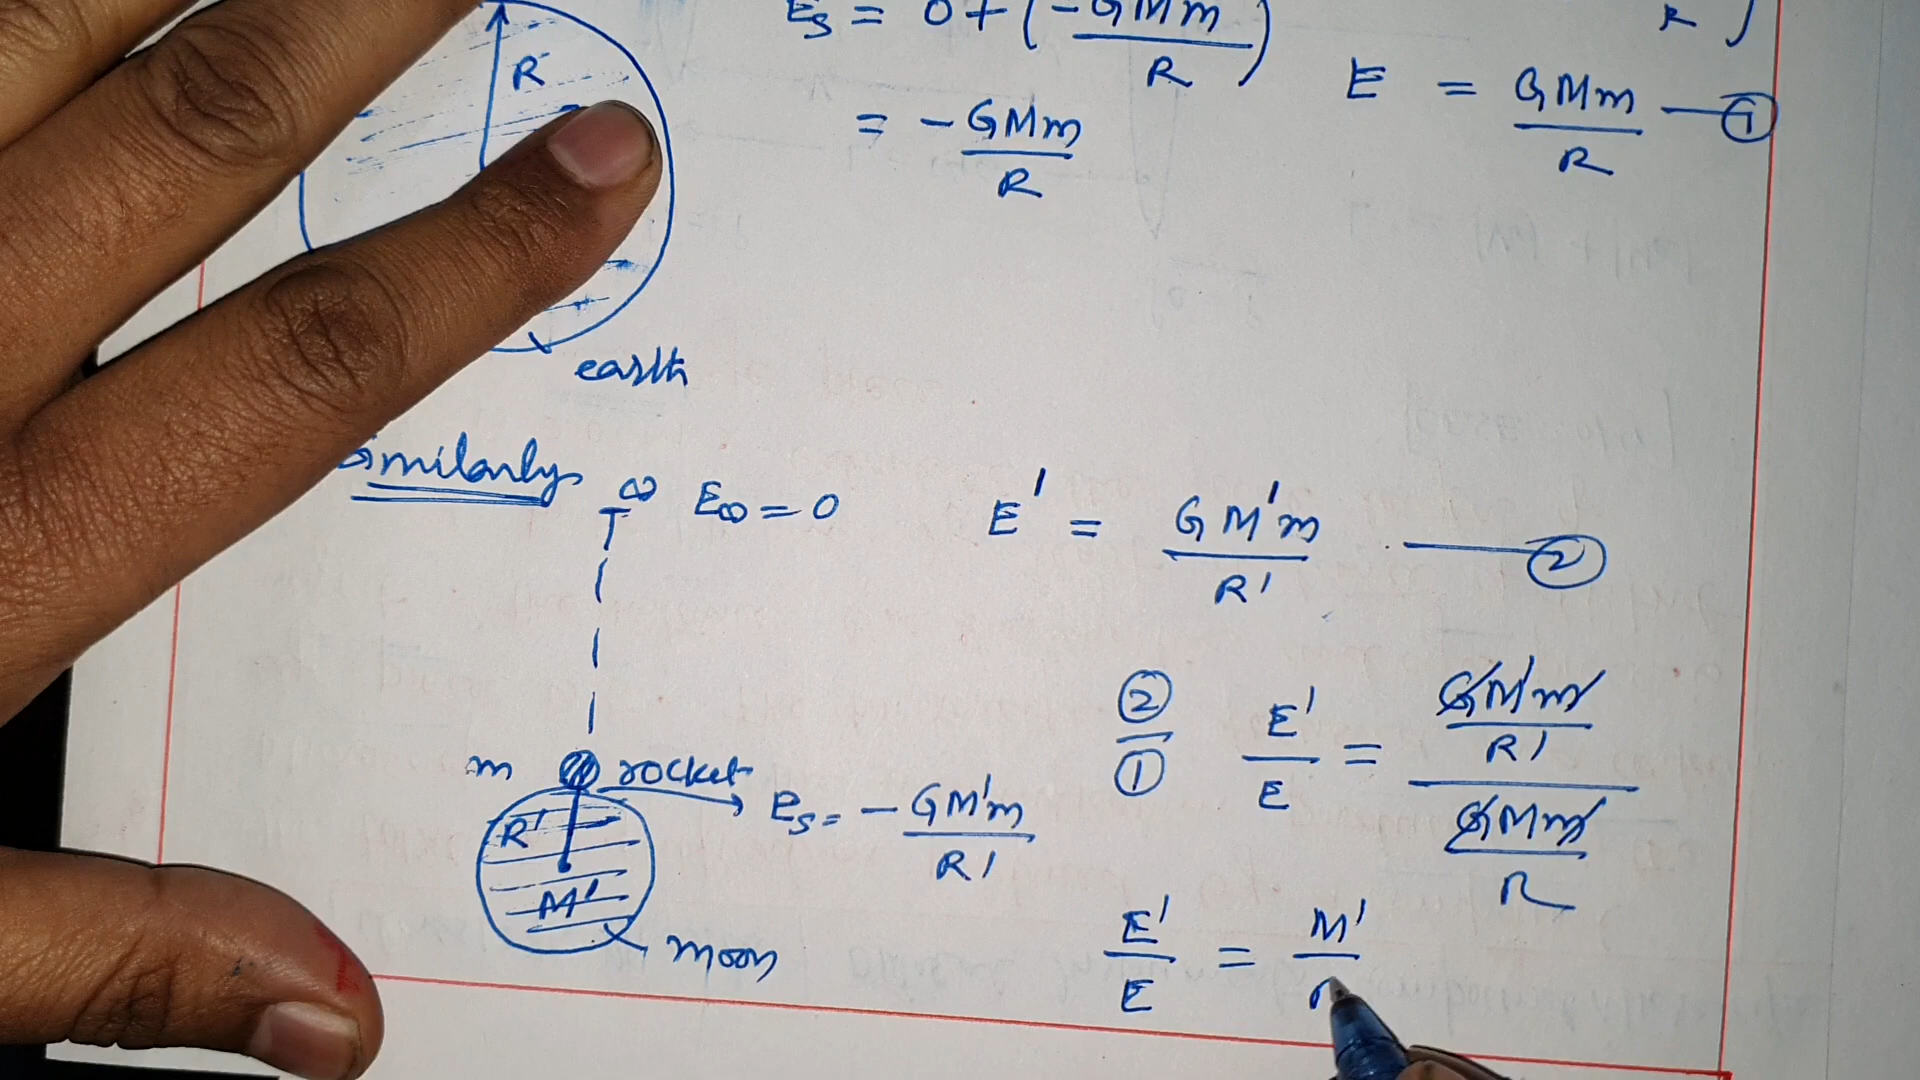 Es = 0 + (-GMm/R)
R
E = GMm/R — ①
= -GMm/R
R
earth
Similarly
∞ E∞ = 0
E' = GM'm/R' — ②
②/① E'/E = (GM'm/R')/(GMm/R)
m rocket
Es = -GM'm/R'
R'
M'
moon
E'/E = M'/